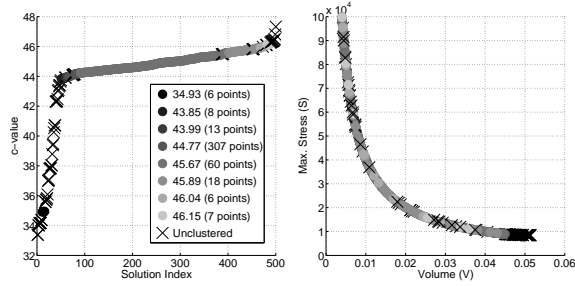 48
46
44
42
40
38
36
34
32
c-value
0 100 200 300 400 500
Solution Index
34.93 (6 points)
43.85 (8 points)
43.99 (13 points)
44.77 (307 points)
45.67 (60 points)
45.89 (18 points)
46.04 (6 points)
46.15 (7 points)
Unclustered
x 10⁴
10
9
8
7
6
5
4
3
2
1
0
Max. Stress (S)
0 0.01 0.02 0.03 0.04 0.05 0.06
Volume (V)